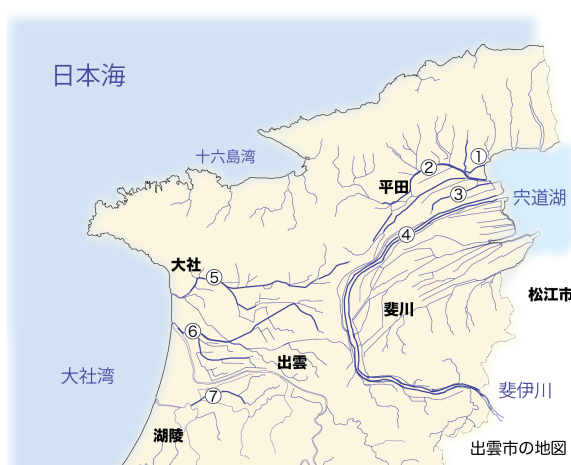 日本海
十六島湾
①
②
平田
③
宍道湖
④
大社
⑤
松江市
斐川
⑥
出雲
大社湾
斐伊川
⑦
湖陵
出雲市の地図